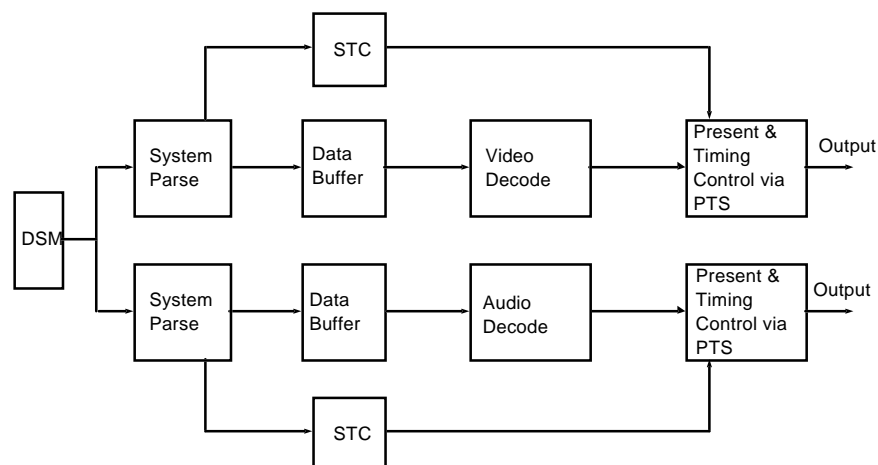 STC
System
Parse
Data
Buffer
Video
Decode
Present &
Timing
Control via
PTS
Output
DSM
System
Parse
Data
Buffer
Audio
Decode
Present &
Timing
Control via
PTS
Output
STC